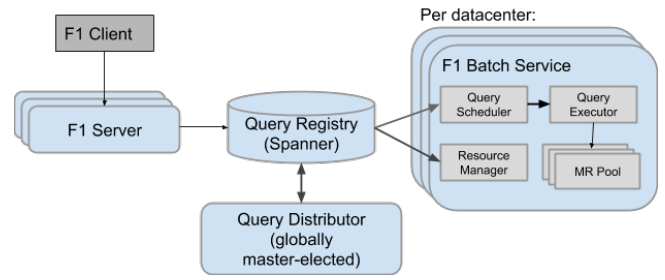 Per datacenter:
F1 Client
F1 Server
Query Registry
(Spanner)
Query Distributor
(globally
master-elected)
F1 Batch Service
Query
Scheduler
Query
Executor
Resource
Manager
MR Pool